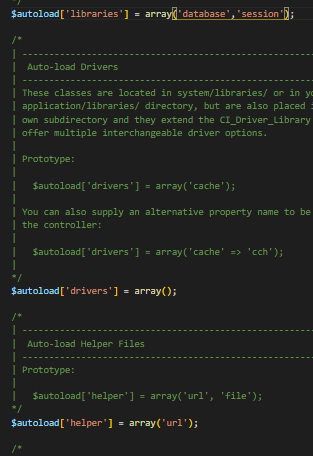 */
$autoload['libraries'] = array('database','session');
/*
| ----------------------------------------------------
|  Auto-load Drivers
| ----------------------------------------------------
| These classes are located in system/libraries/ or in
| application/libraries/ directory, but are also placed
| own subdirectory and they extend the CI_Driver_Library
| offer multiple interchangeable driver options.
|
| Prototype:
|
|   $autoload['drivers'] = array('cache');
|
| You can also supply an alternative property name to be
| the controller:
|
|   $autoload['drivers'] = array('cache' => 'cch');
|
*/
$autoload['drivers'] = array();
/*
| ----------------------------------------------------
|  Auto-load Helper Files
| ----------------------------------------------------
| Prototype:
|
|   $autoload['helper'] = array('url', 'file');
*/
$autoload['helper'] = array('url');
/*